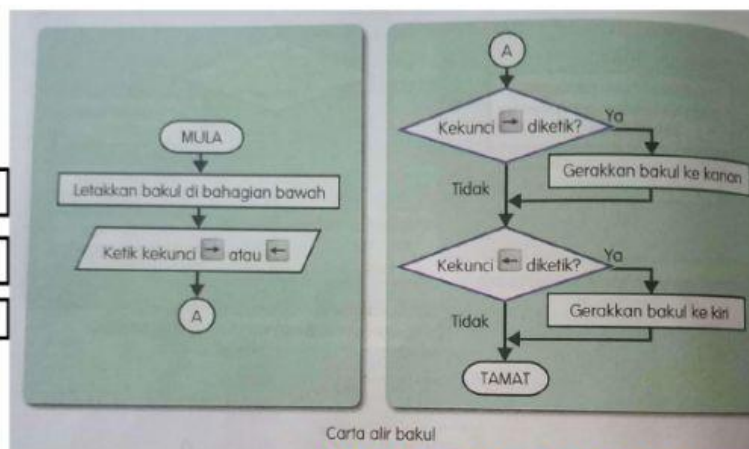 MULA
Letakkan bakul di bahagian bawah
Ketik kekunci → atau ←
A
A
Kekunci → diketik?
Ya
Gerakkan bakul ke kanan
Tidak
Kekunci ← diketik?
Ya
Gerakkan bakul ke kiri
Tidak
TAMAT
Carta alir bakul